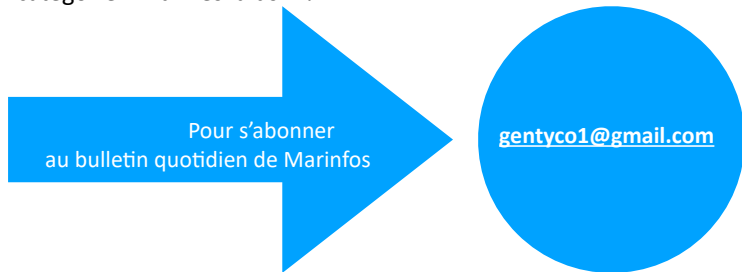 Pour s’abonner
au bulletin quotidien de Marinfos
gentyco1@gmail.com